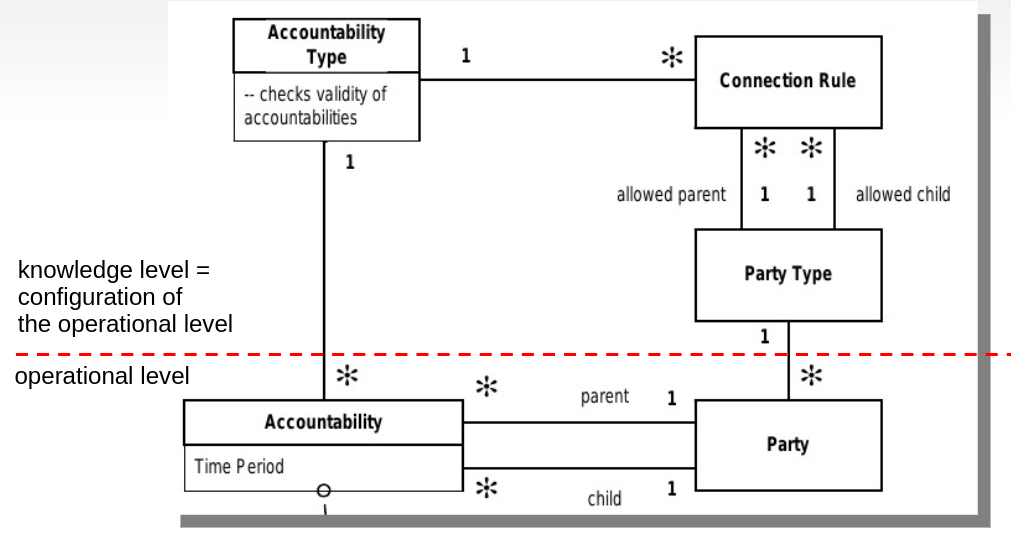 Accountability
Type
-- checks validity of
accountabilities
1
*
Connection Rule
* *
allowed parent 1 1 allowed child
1
Party Type
knowledge level =
configuration of
the operational level
1
operational level
* * *
parent 1
Accountability
Party
Time Period
* child 1